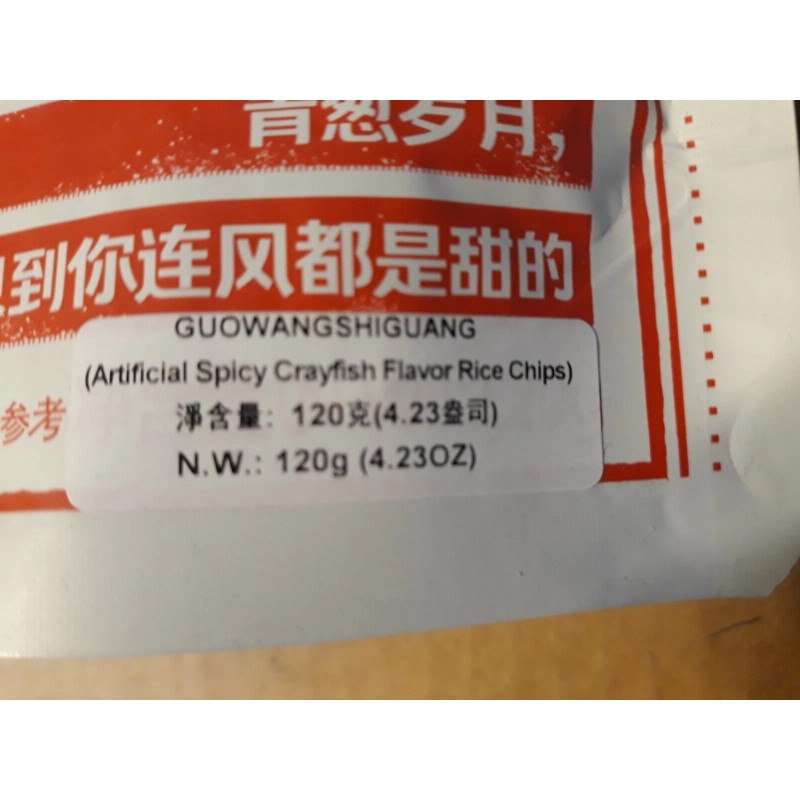 青葱岁月,
到你连风都是甜的
GUOWANGSHIGUANG
(Artificial Spicy Crayfish Flavor Rice Chips)
参考
淨含量: 120克(4.23盎司)
N.W.: 120g (4.23OZ)